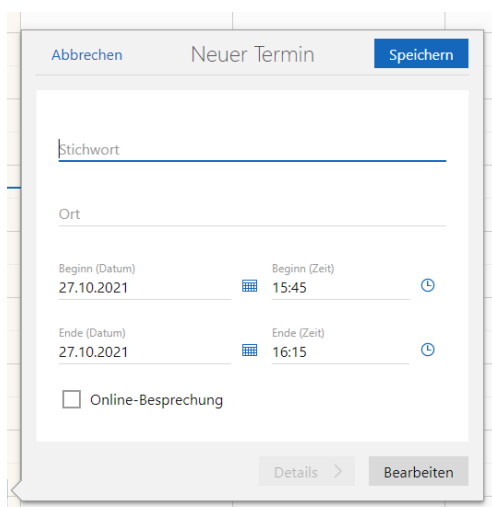 Abbrechen Neuer Termin Speichern
Stichwort
Ort
Beginn (Datum) Beginn (Zeit)
27.10.2021 15:45
Ende (Datum) Ende (Zeit)
27.10.2021 16:15
Online-Besprechung
Details Bearbeiten